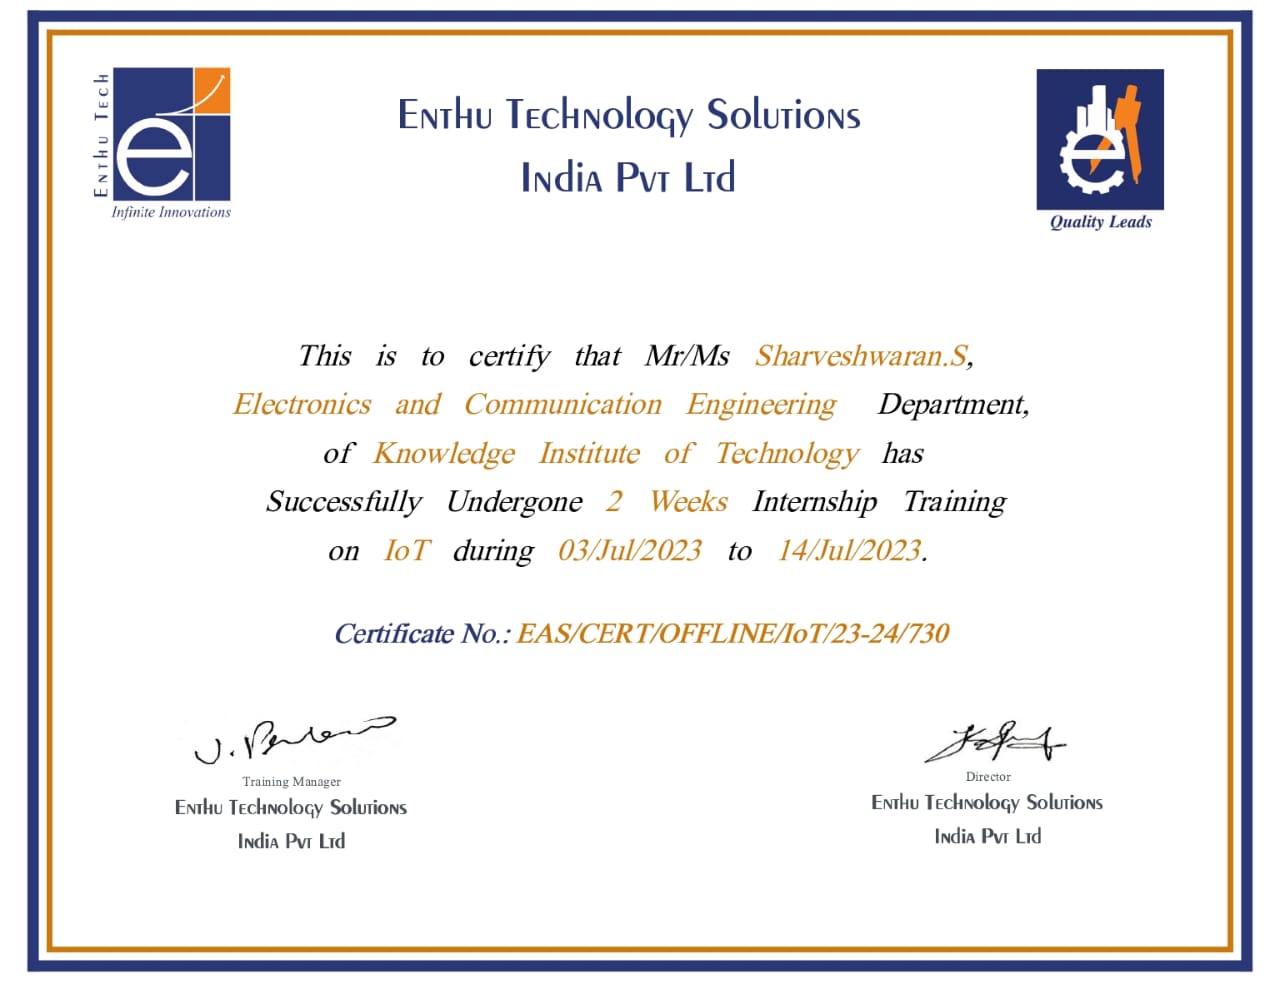 Enthu Tech
Infinite Innovations
Enthu Technology Solutions
India Pvt Ltd
Quality Leads
This is to certify that Mr/Ms Sharveshwaran.S,
Electronics and Communication Engineering Department,
of Knowledge Institute of Technology has
Successfully Undergone 2 Weeks Internship Training
on IoT during 03/Jul/2023 to 14/Jul/2023.
Certificate No.: EAS/CERT/OFFLINE/IoT/23-24/730
Training Manager
Enthu Technology Solutions
India Pvt Ltd
Director
Enthu Technology Solutions
India Pvt Ltd